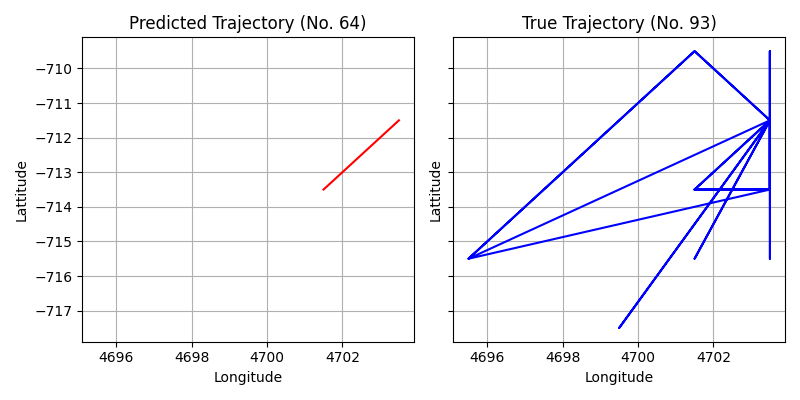 Predicted Trajectory (No. 64)
True Trajectory (No. 93)
Lattitude
−710
−711
−712
−713
−714
−715
−716
−717
4696
4698
4700
4702
Longitude
Lattitude
4696
4698
4700
4702
Longitude